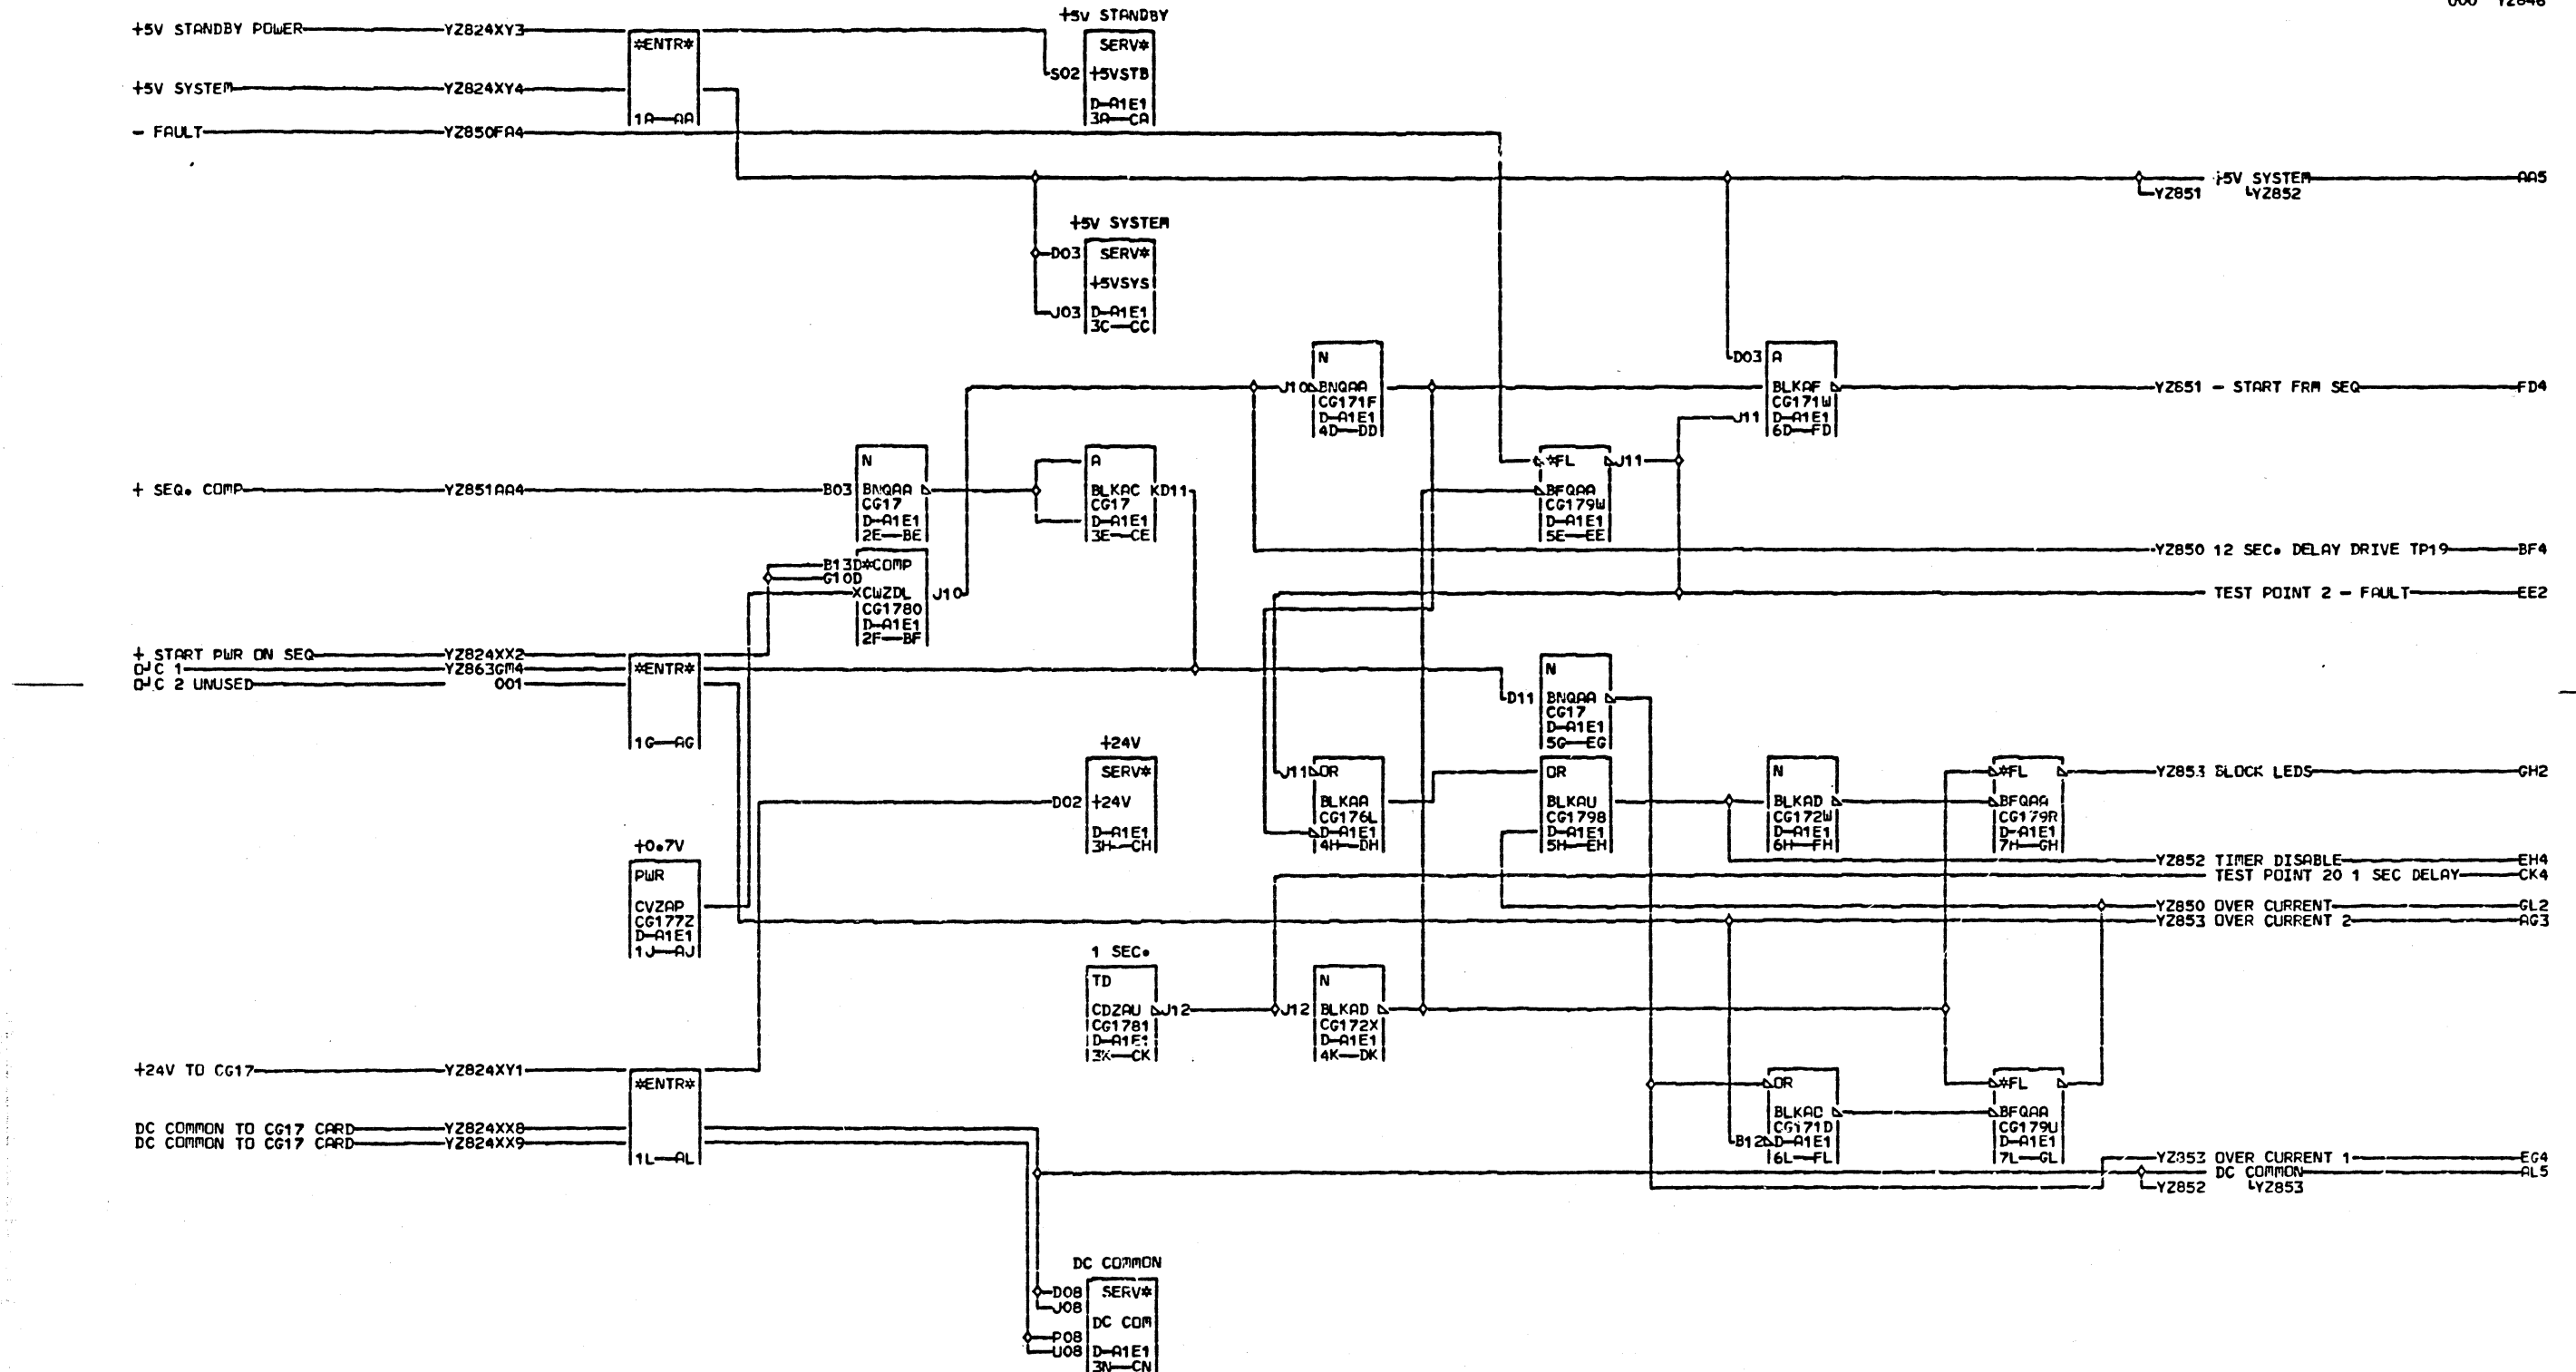 000 YZ846
+5V STANDBY
+5V STANDBY POWER YZ824XY3
*ENTR*
SERV*
S02 +5VSTB
+5V SYSTEM YZ824XY4
D-A1E1
1A-AA
3A-CA
- FAULT YZ850FA4
+5V SYSTEM AA5
YZ851 YZ852
+5V SYSTEM
D03 SERV*
+5VSYS
J03 D-A1E1
3C-CC
N
J10 BNQAA
CG171F
D-A1E1
4D-DD
D03 A
BLKAF
CG171W
J11 D-A1E1
6D-FD
YZ851 - START FRM SEQ FD4
+ SEQ. COMP YZ851AA4
B03
N
BNQAA
CG17
D-A1E1
2E-BE
A
BLKAC KD11
CG17
D-A1E1
3E-CE
*FL J11
BFQAA
CG179W
D-A1E1
5E-EE
YZ850 12 SEC. DELAY DRIVE TP19 BF4
B13D*COMP
G10D
XCWZDL J10
CG1780
D-A1E1
2F-BF
TEST POINT 2 - FAULT EE2
+ START PWR ON SEQ YZ824XX2
O/C 1 YZ863GM4
O/C 2 UNUSED 001
*ENTR*
1G-AG
N
D11 BNQAA
CG17
D-A1E1
5G-EG
+24V
SERV*
D02 +24V
D-A1E1
3H-CH
J11 OR
BLKAA
CG176L
D-A1E1
4H-DH
OR
BLKAU
CG1798
D-A1E1
5H-EH
N
BLKAD
CG172W
D-A1E1
6H-FH
*FL
BFQAA
CG179R
D-A1E1
7H-GH
YZ853 BLOCK LEDS GH2
YZ852 TIMER DISABLE EH4
TEST POINT 20 1 SEC DELAY CK4
+0.7V
PWR
CVZAP
CG177Z
D-A1E1
1J-AJ
YZ850 OVER CURRENT GL2
YZ853 OVER CURRENT 2 AG3
1 SEC.
TD
CDZAU J12
CG1781
D-A1E1
3K-CK
N
J12 BLKAD
CG172X
D-A1E1
4K-DK
+24V TO CG17 YZ824XY1
*ENTR*
DC COMMON TO CG17 CARD YZ824XX8
DC COMMON TO CG17 CARD YZ824XX9
1L-AL
OR
BLKAC
CG171D
B12 D-A1E1
6L-FL
*FL
BFQAA
CG179U
D-A1E1
7L-GL
YZ853 OVER CURRENT 1 EG4
DC COMMON AL5
YZ852 YZ853
DC COMMON
D08 SERV*
J08
DC COM
P08
U08 D-A1E1
3N-CN